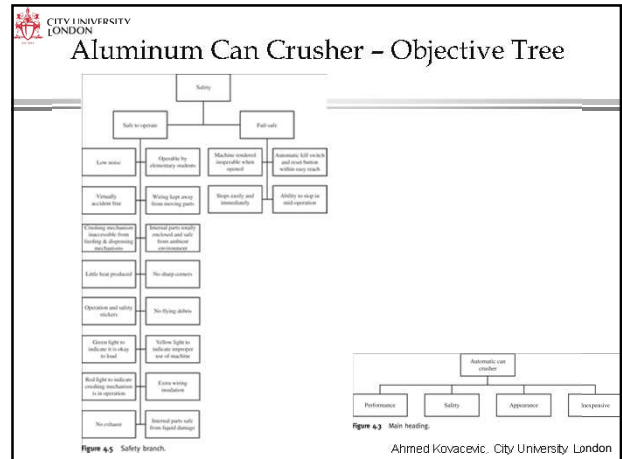 CITY UNIVERSITY
LONDON
Aluminum Can Crusher – Objective Tree
Safety
Safe to operate
Fail-safe
Low noise
Operable by
elementary students
Machine rendered
inoperable when
opened
Automatic kill switch
and reset button
within easy reach
Virtually
accident free
Wiring kept away
from moving parts
Stops easily and
immediately
Ability to stop in
mid-operation
Crushing mechanism
inaccessible from
feeding & dispensing
mechanisms
Internal parts totally
enclosed and safe
from ambient
environment
Little heat produced
No sharp corners
Operation and safety
stickers
No flying debris
Green light to
indicate it is okay
to load
Yellow light to
indicate improper
use of machine
Red light to indicate
crushing mechanism
is in operation
Extra wiring
insulation
No exhaust
Internal parts safe
from liquid damage
Figure 4.5 Safety branch.
Automatic can
crusher
Performance
Safety
Appearance
Inexpensive
Figure 4.3 Main heading.
Ahmed Kovacevic, City University London